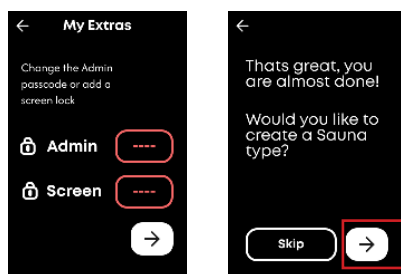 My Extras
Change the Admin
passcode or add a
screen lock
Admin
----
Screen
----
Thats great, you
are almost done!
Would you like to
create a Sauna
type?
Skip